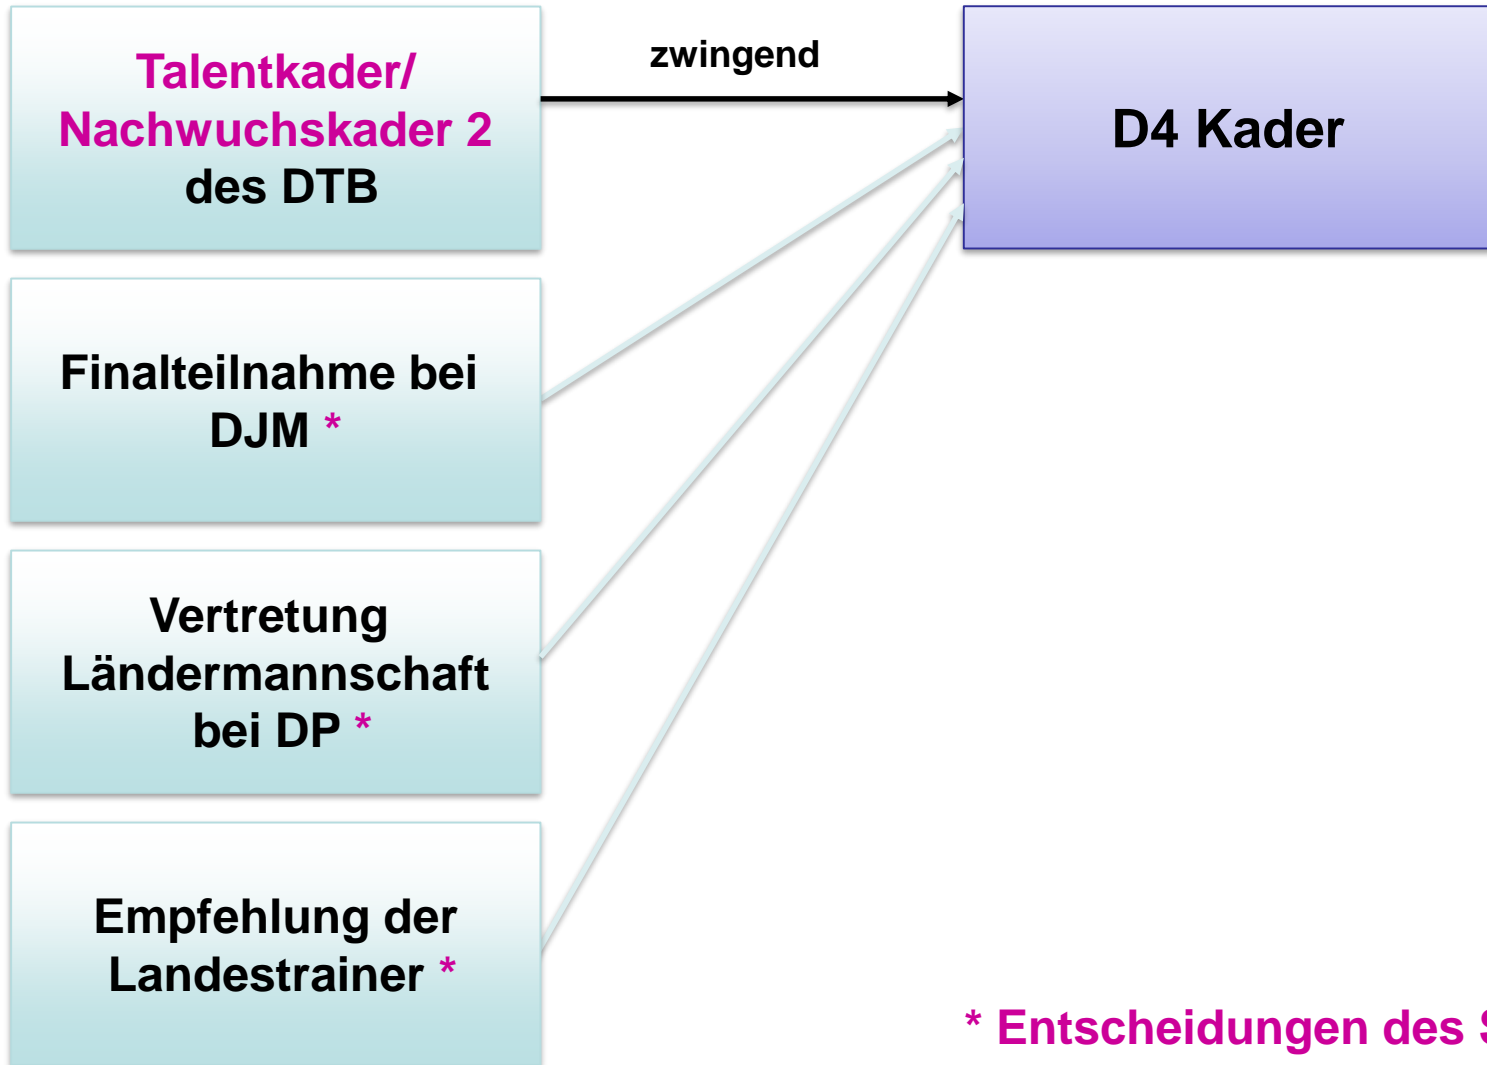 Talentkader/
Nachwuchskader 2
des DTB
zwingend
D4 Kader
Finalteilnahme bei
DJM *
Vertretung
Ländermannschaft
bei DP *
Empfehlung der
Landestrainer *
* Entscheidungen des